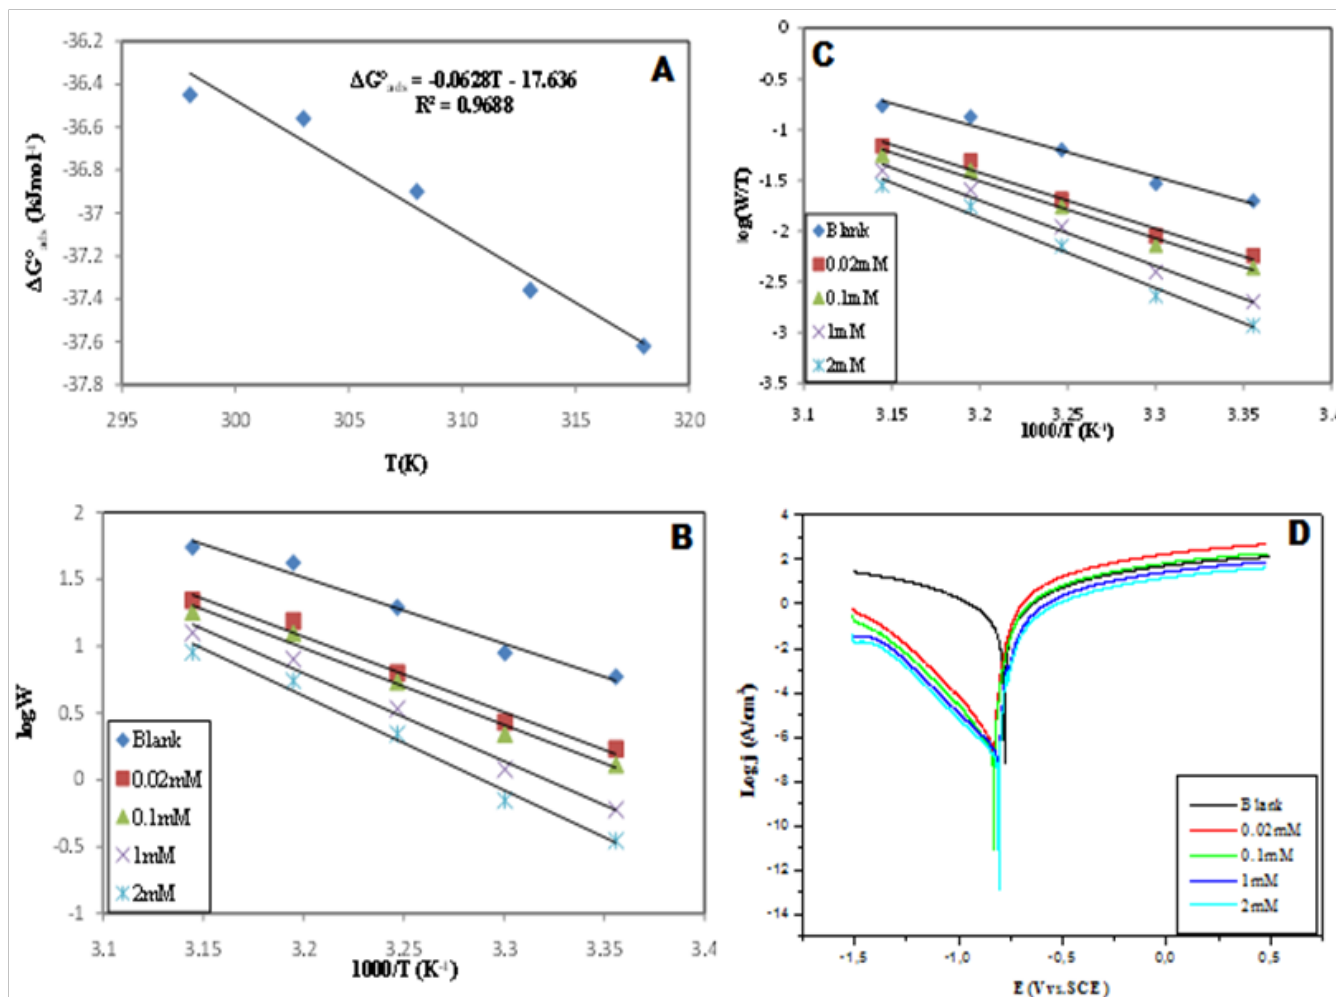 A
ΔG°ads = -0.0628T - 17.636
R² = 0.9688
ΔG°ads (kJmol⁻¹)
-36.2
-36.4
-36.6
-36.8
-37
-37.2
-37.4
-37.6
-37.8
295
300
305
310
315
320
T(K)
C
log(W/T)
0
-0.5
-1
-1.5
-2
-2.5
-3
-3.5
Blank
0.02mM
0.1mM
1mM
2mM
3.1
3.15
3.2
3.25
3.3
3.35
3.4
1000/T (K⁻¹)
B
logW
2
1.5
1
0.5
0
-0.5
-1
Blank
0.02mM
0.1mM
1mM
2mM
3.1
3.15
3.2
3.25
3.3
3.35
3.4
1000/T (K⁻¹)
D
Log j (A/cm²)
4
2
0
-2
-4
-6
-8
-10
-12
-14
Blank
0.02mM
0.1mM
1mM
2mM
-1,5
-1,0
-0,5
0,0
0,5
E (V vs.SCE)